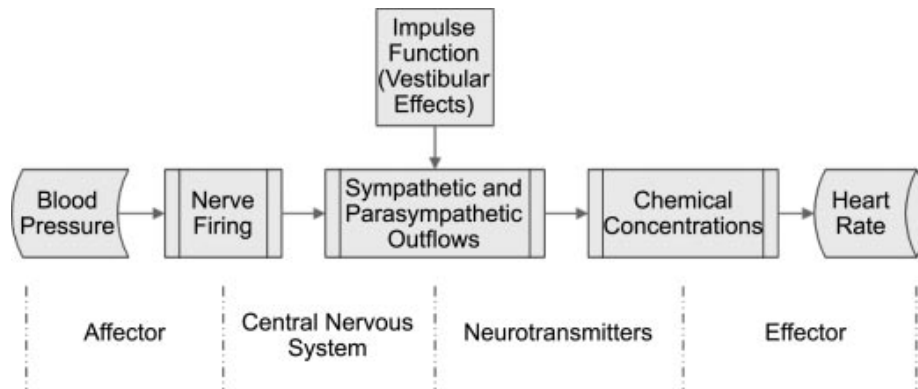 Impulse
Function
(Vestibular
Effects)
Blood
Pressure
Nerve
Firing
Sympathetic and
Parasympathetic
Outflows
Chemical
Concentrations
Heart
Rate
Affector
Central Nervous
System
Neurotransmitters
Effector